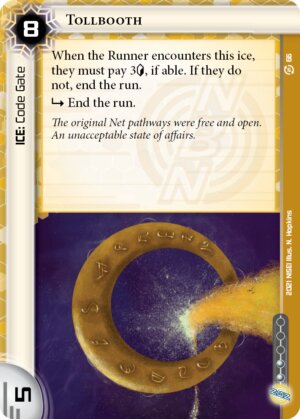 8
TOLLBOOTH
ICE: Code Gate
When the Runner encounters this ice,
they must pay 3, if able. If they do
not, end the run.
↳ End the run.
The original Net pathways were free and open.
An unacceptable state of affairs.
66
2021 NISEI Illus. N. Hopkins
5